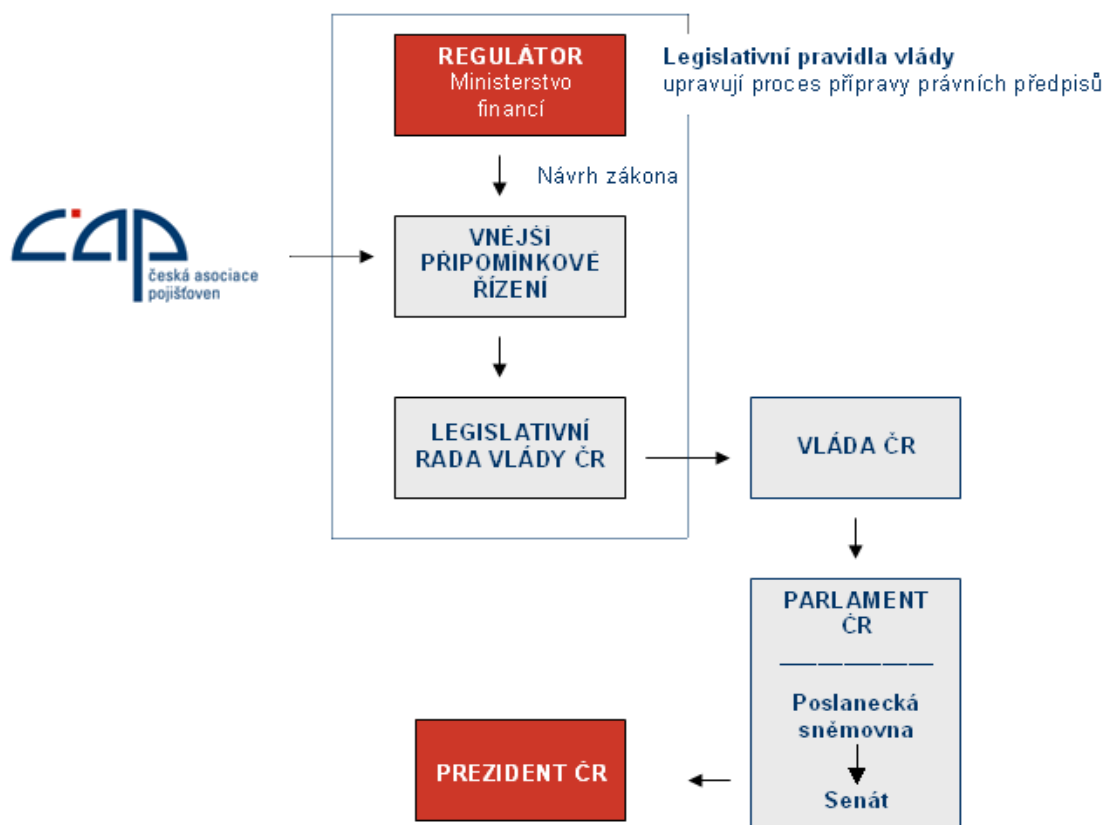 REGULÁTOR
Ministerstvo
financí
Legislativní pravidla vlády
upravují proces přípravy právních předpisů
Návrh zákona
čap
česká asociace
pojišťoven
VNĚJŠÍ
PŘIPOMÍNKOVÉ
ŘÍZENÍ
LEGISLATIVNÍ
RADA VLÁDY ČR
VLÁDA ČR
PARLAMENT
ČR
Poslanecká
sněmovna
Senát
PREZIDENT ČR